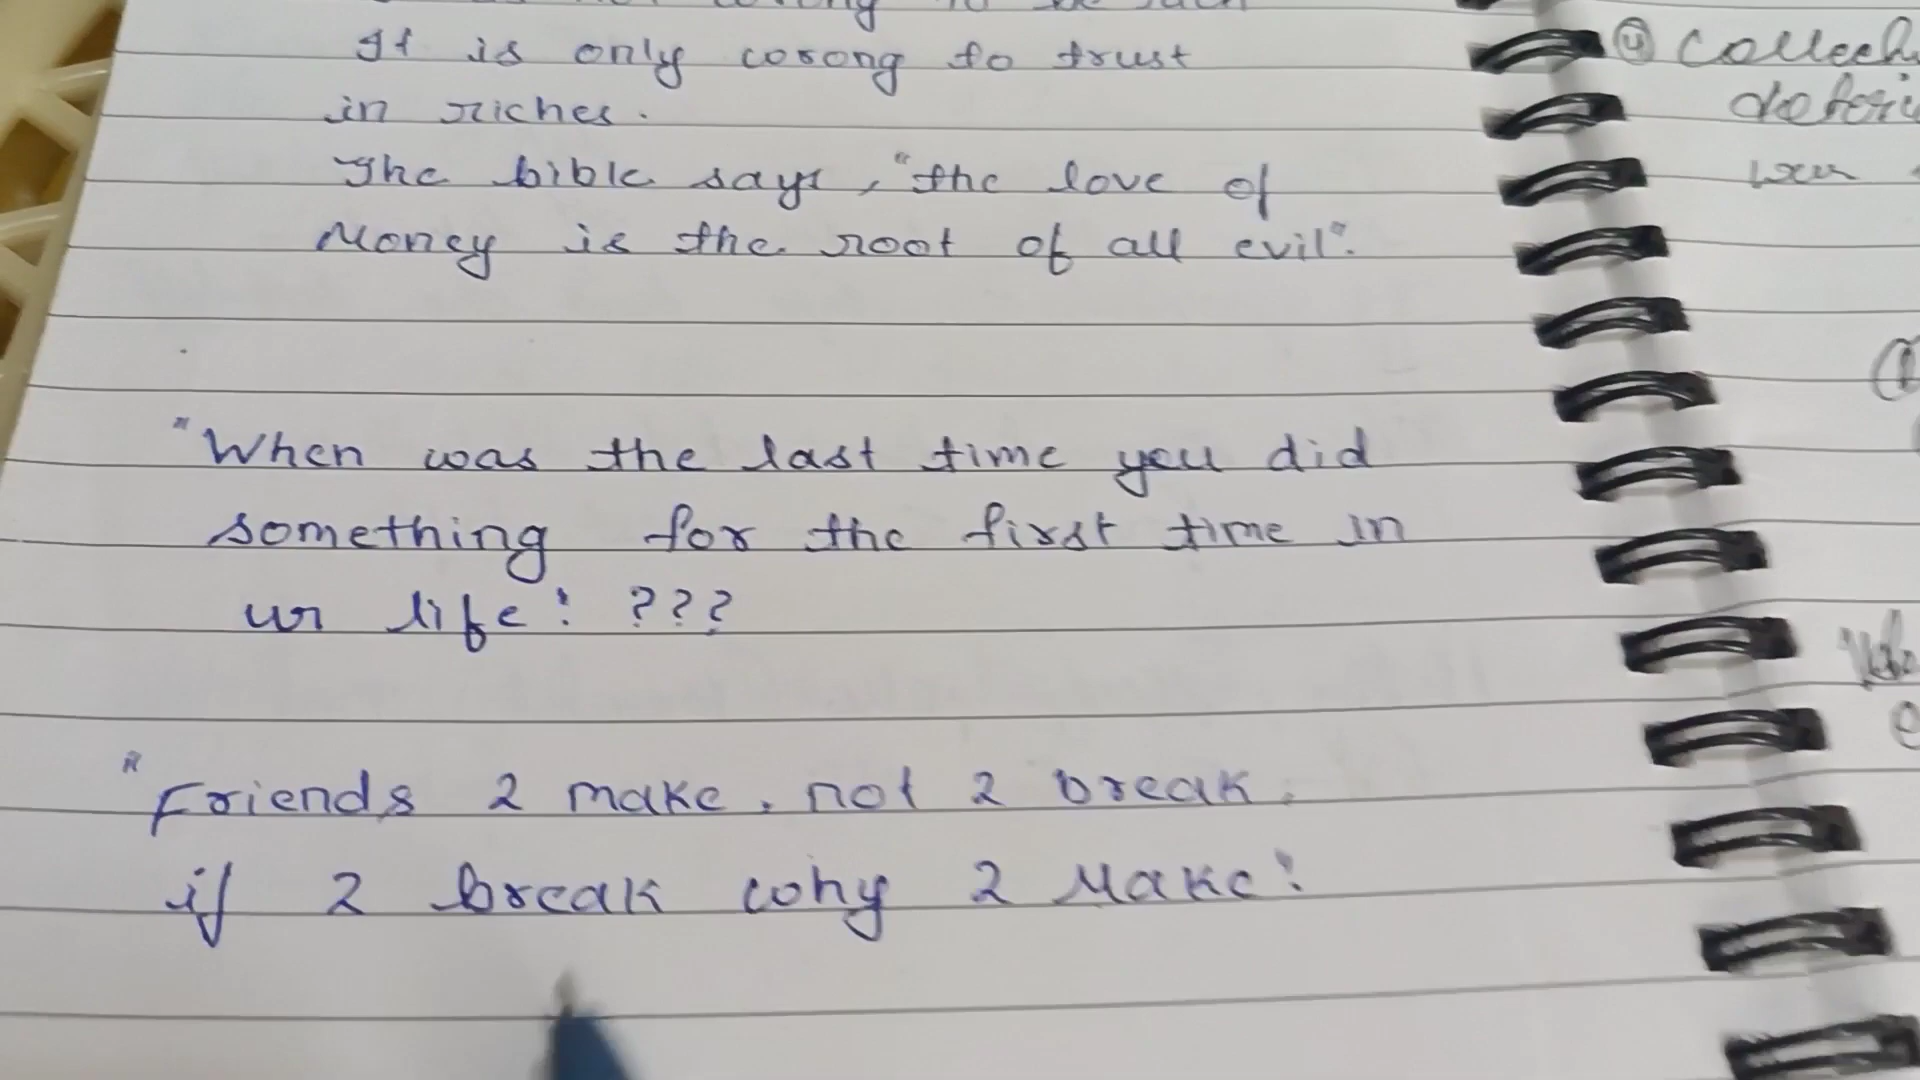 It is only wrong to trust
in riches.
The bible says, "the love of
Money is the root of all evil".
"When was the last time you did
something for the first time in
ur life! ???
"Friends 2 make, not 2 break.
if 2 break why 2 Make!
④ Collect